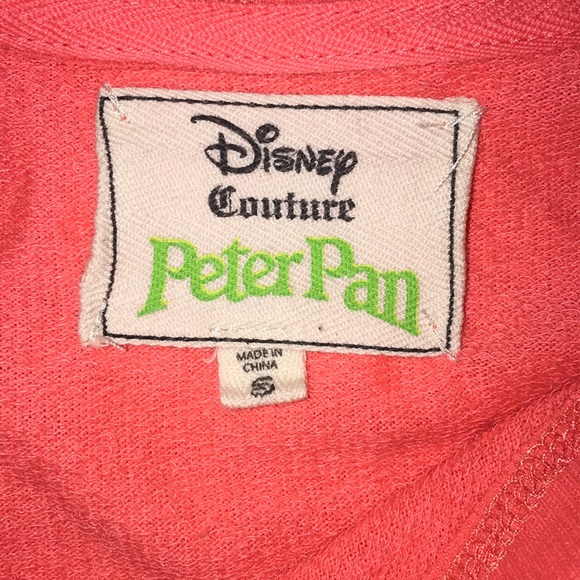 Disney
Couture
Peter Pan
MADE IN
CHINA
S